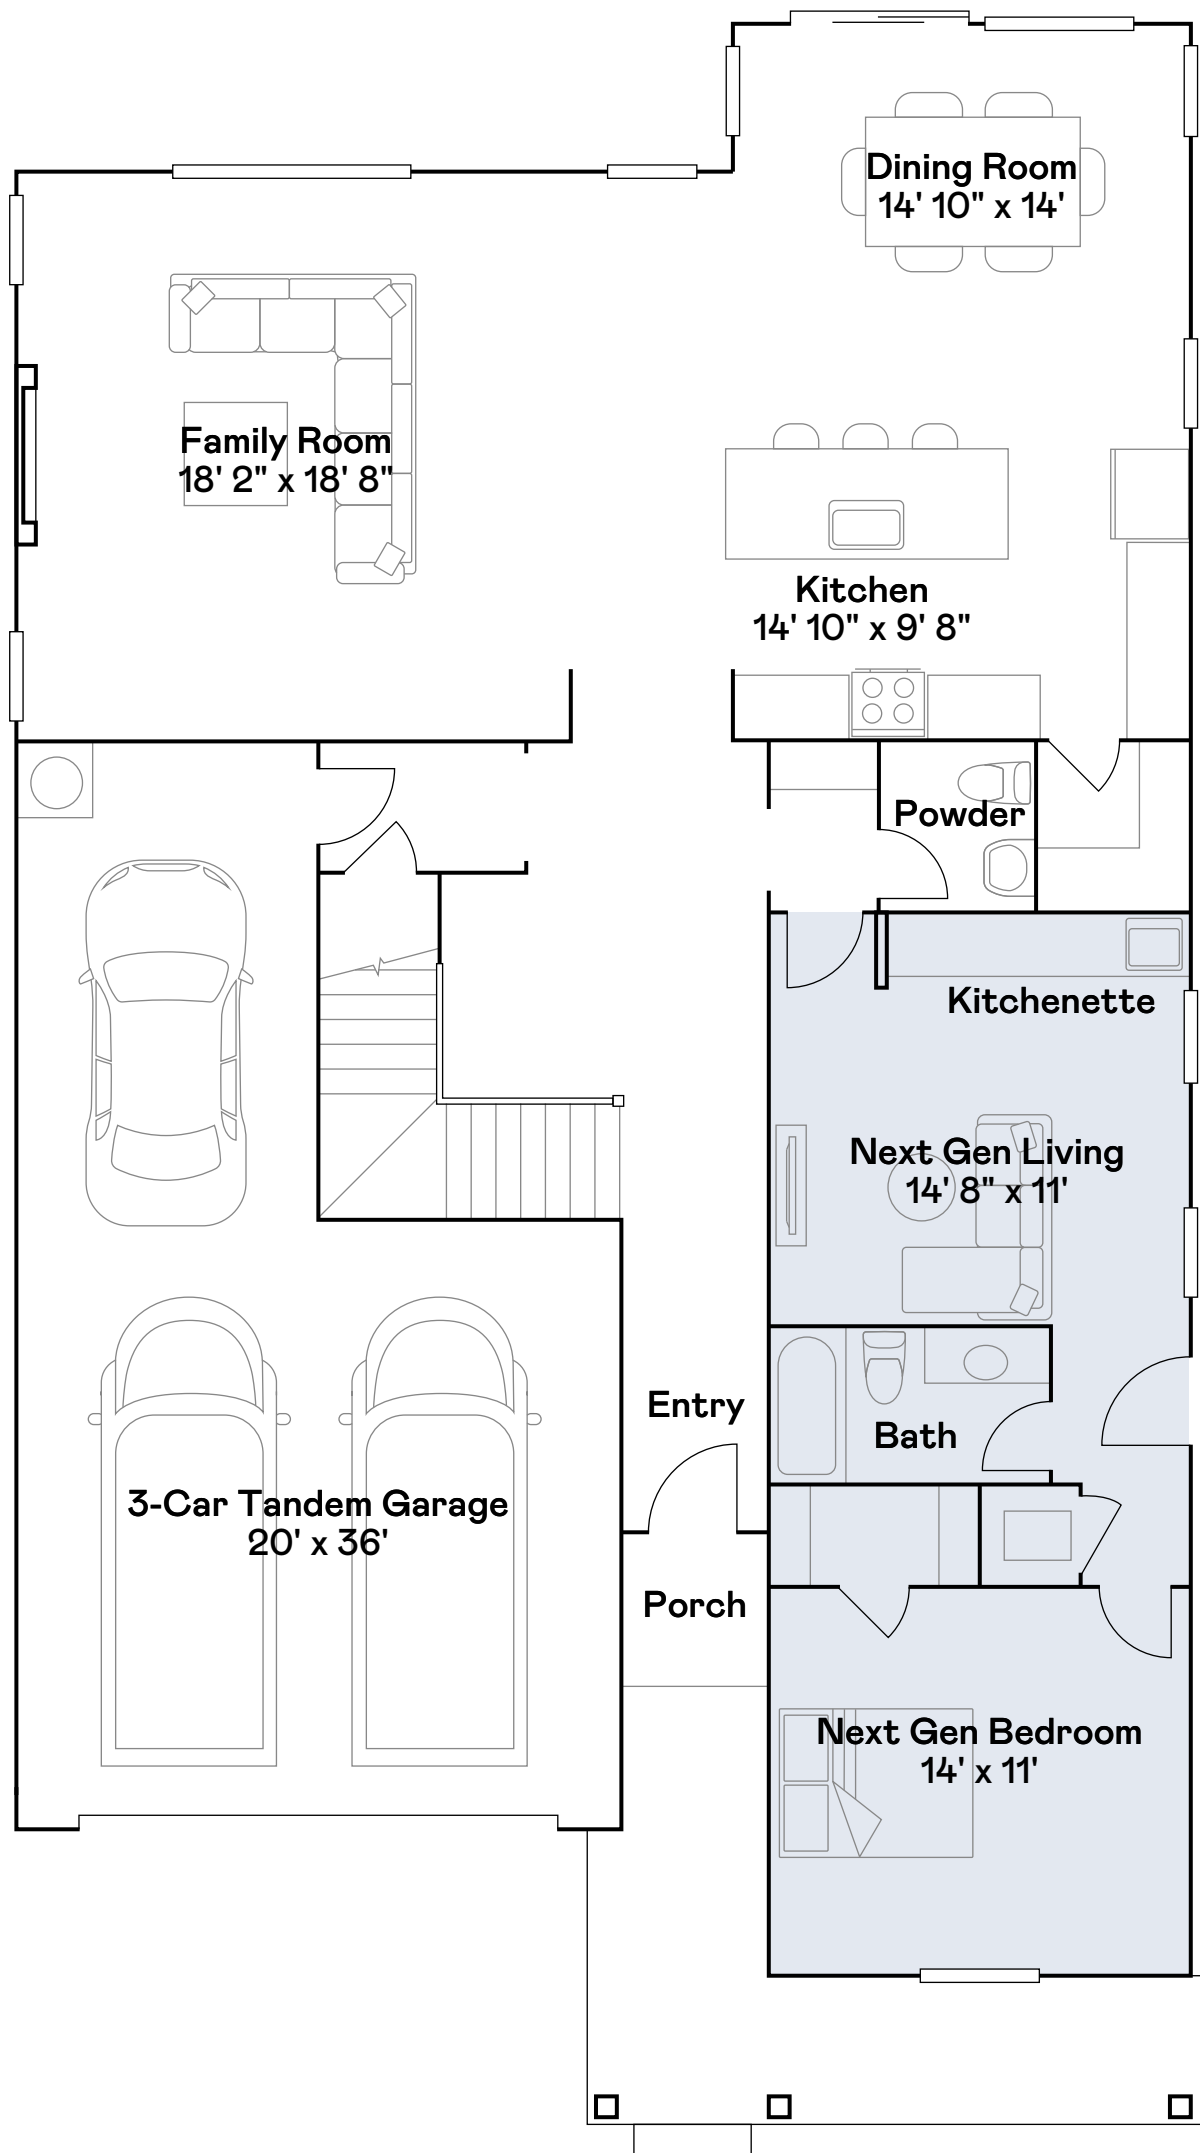 Dining Room
14' 10" x 14'
Family Room
18' 2" x 18' 8"
Kitchen
14' 10" x 9' 8"
Powder
Kitchenette
Next Gen Living
14' 8" x 11'
Entry
Bath
3-Car Tandem Garage
20' x 36'
Porch
Next Gen Bedroom
14' x 11'